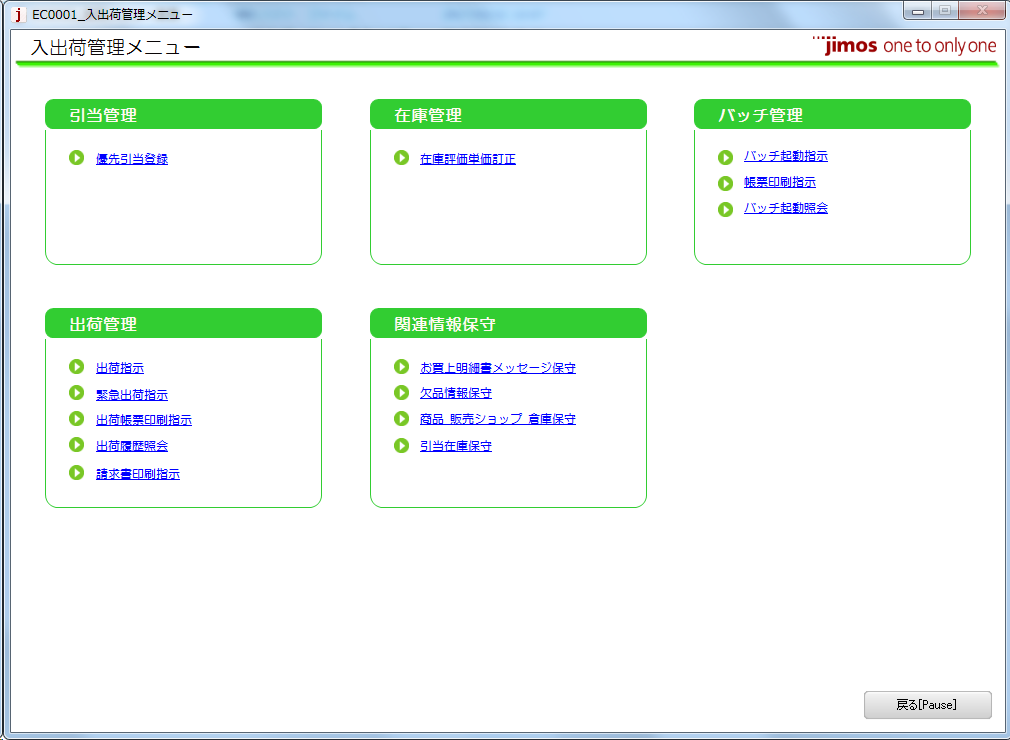 EC0001_入出荷管理メニュー
入出荷管理メニュー
jimos one to only one
引当管理
優先引当登録
在庫管理
在庫評価単価訂正
バッチ管理
バッチ起動指示
帳票印刷指示
バッチ起動照会
出荷管理
出荷指示
緊急出荷指示
出荷帳票印刷指示
出荷履歴照会
請求書印刷指示
関連情報保守
お買上明細書メッセージ保守
欠品情報保守
商品_販売ショップ_倉庫保守
引当在庫保守
戻る[Pause]